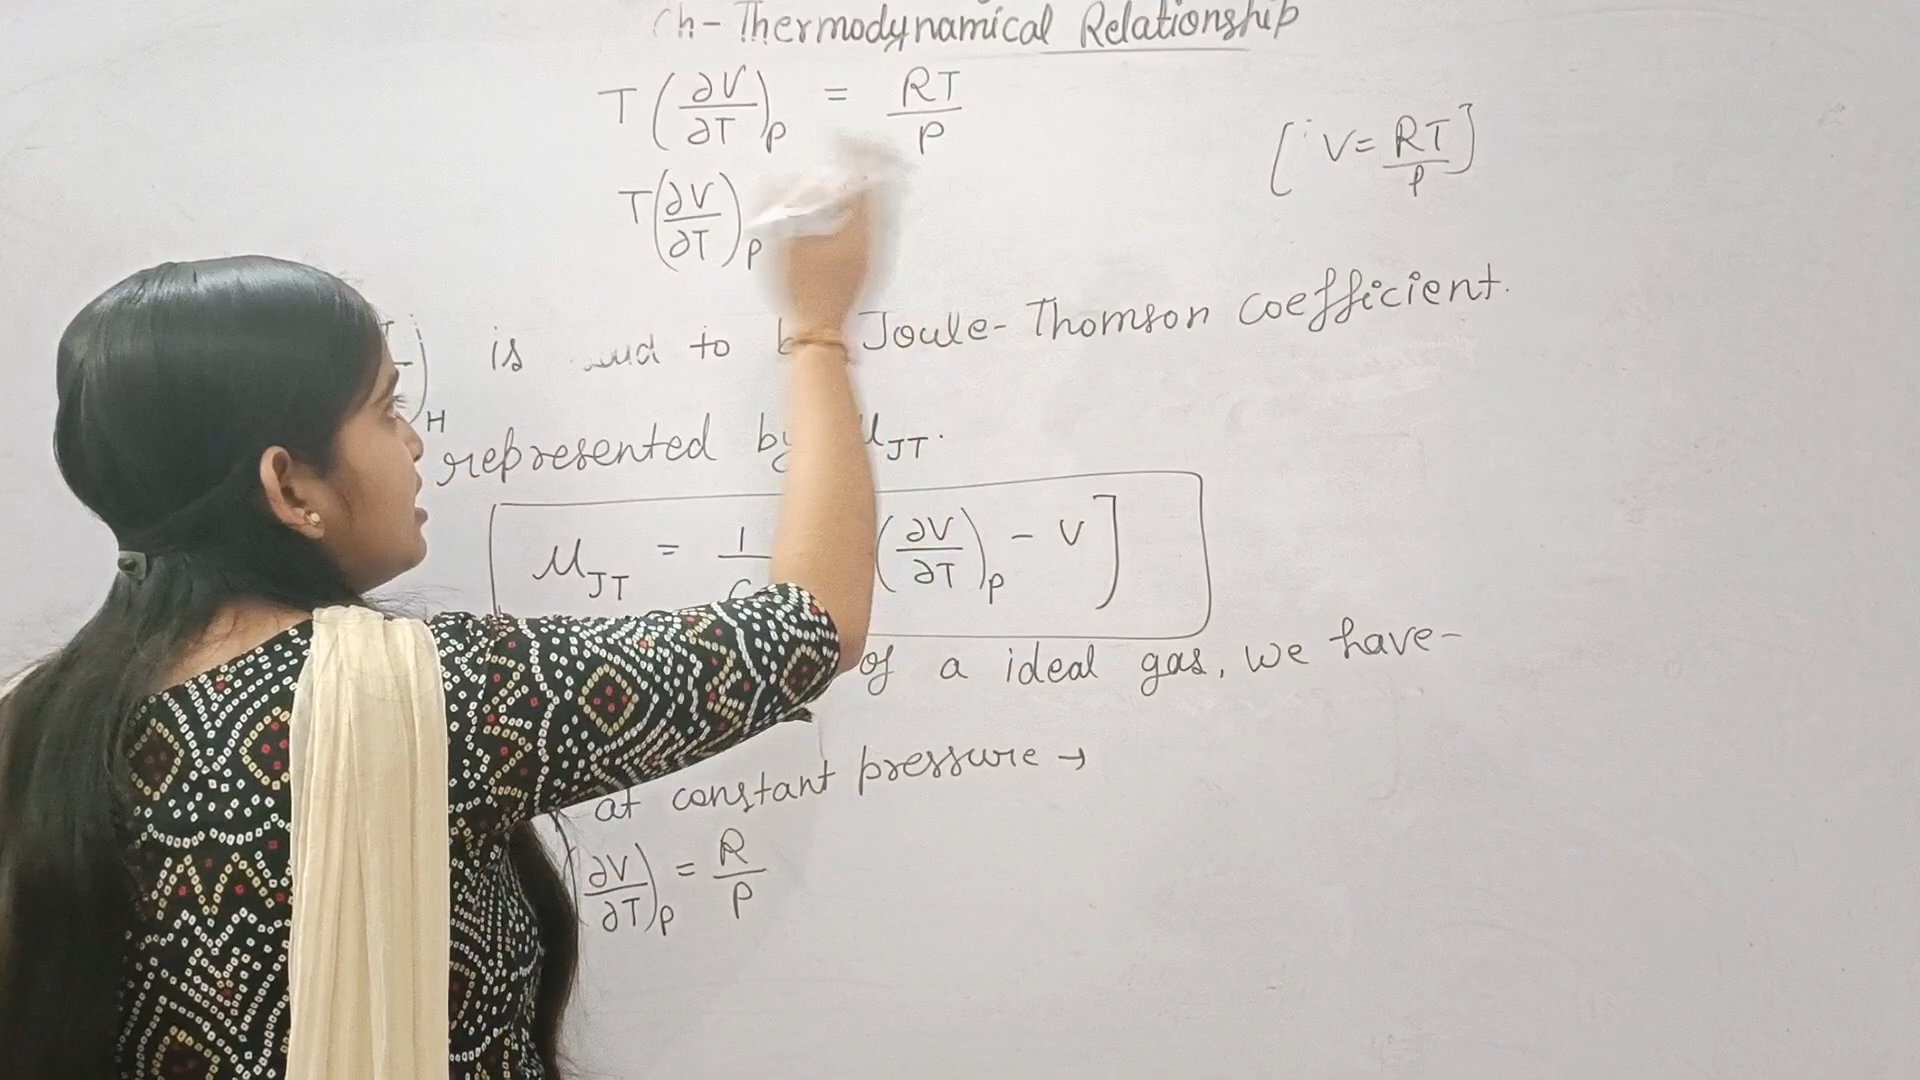 Ch- Thermodynamical Relationship
T (∂V/∂T)P = RT/P
[∵ V = RT/P]
T (∂V/∂T)P
)H is to Joule-Thomson coefficient.
represented by μJT.
μJT = 1/C (∂V/∂T)P - V]
of a ideal gas, we have-
at constant pressure →
(∂V/∂T)P = R/P